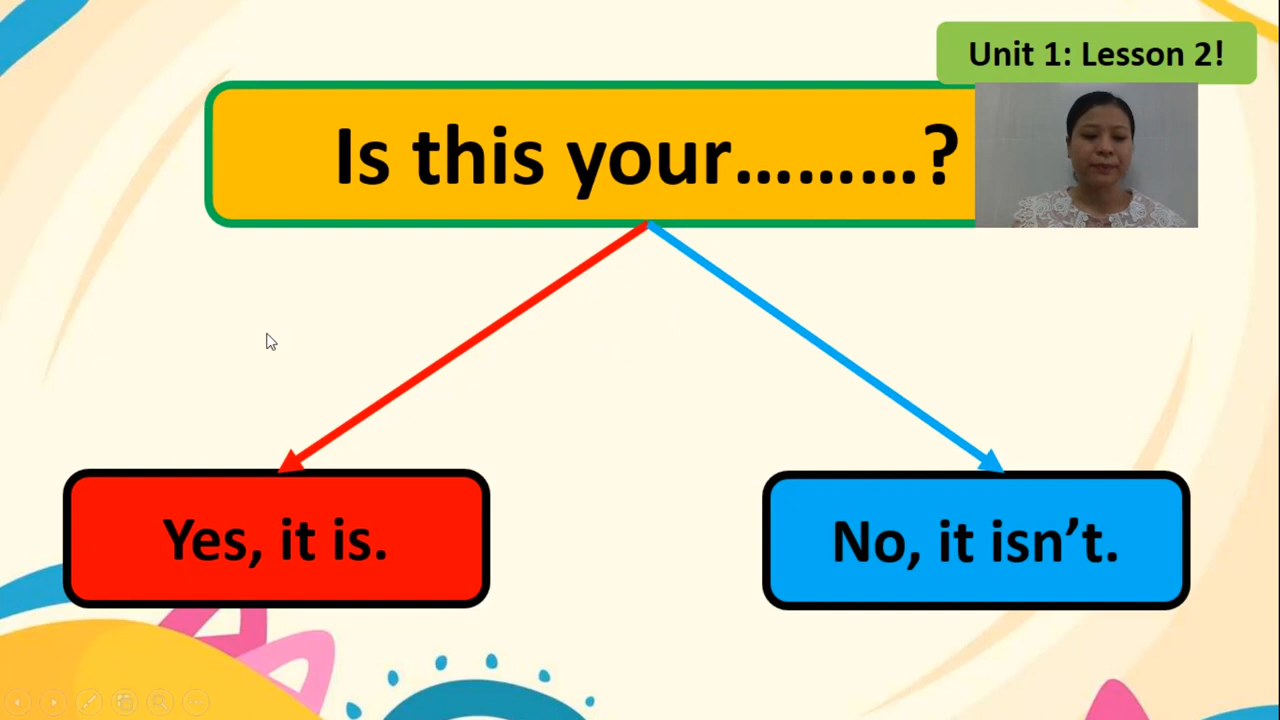 Unit 1: Lesson 2!
Is this your.........?
Yes, it is.
No, it isn’t.